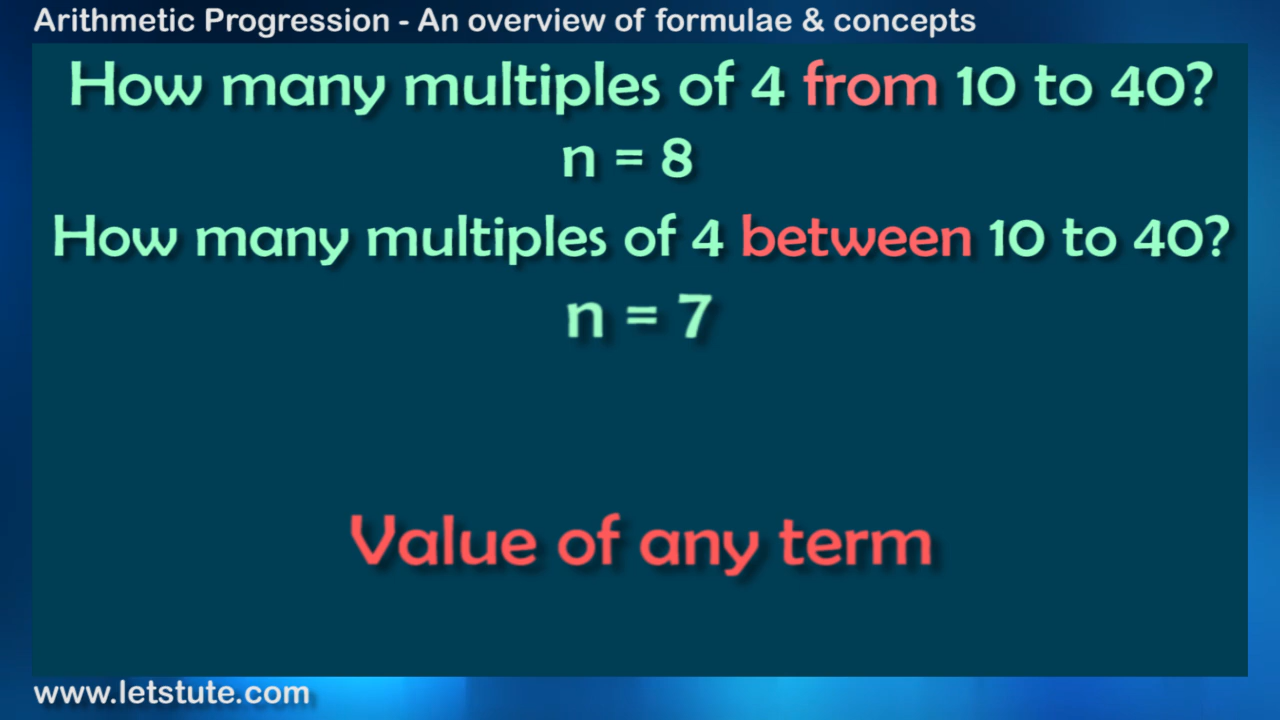 Arithmetic Progression - An overview of formulae & concepts
How many multiples of 4 from 10 to 40?
n = 8
How many multiples of 4 between 10 to 40?
n = 7
Value of any term
www.letstute.com